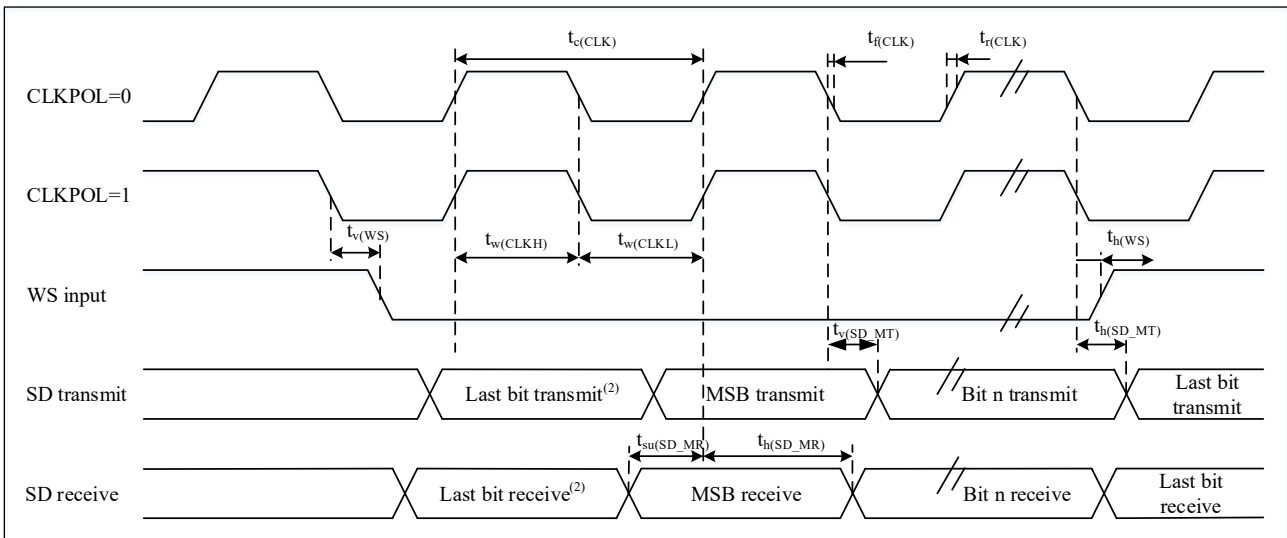 t_c(CLK)
t_f(CLK)
t_r(CLK)
CLKPOL=0
CLKPOL=1
t_v(WS)
t_w(CLKH)
t_w(CLKL)
t_h(WS)
WS input
t_v(SD_MT)
t_h(SD_MT)
SD transmit
Last bit transmit(2)
MSB transmit
Bit n transmit
Last bit
transmit
t_su(SD_MR)
t_h(SD_MR)
SD receive
Last bit receive(2)
MSB receive
Bit n receive
Last bit
receive